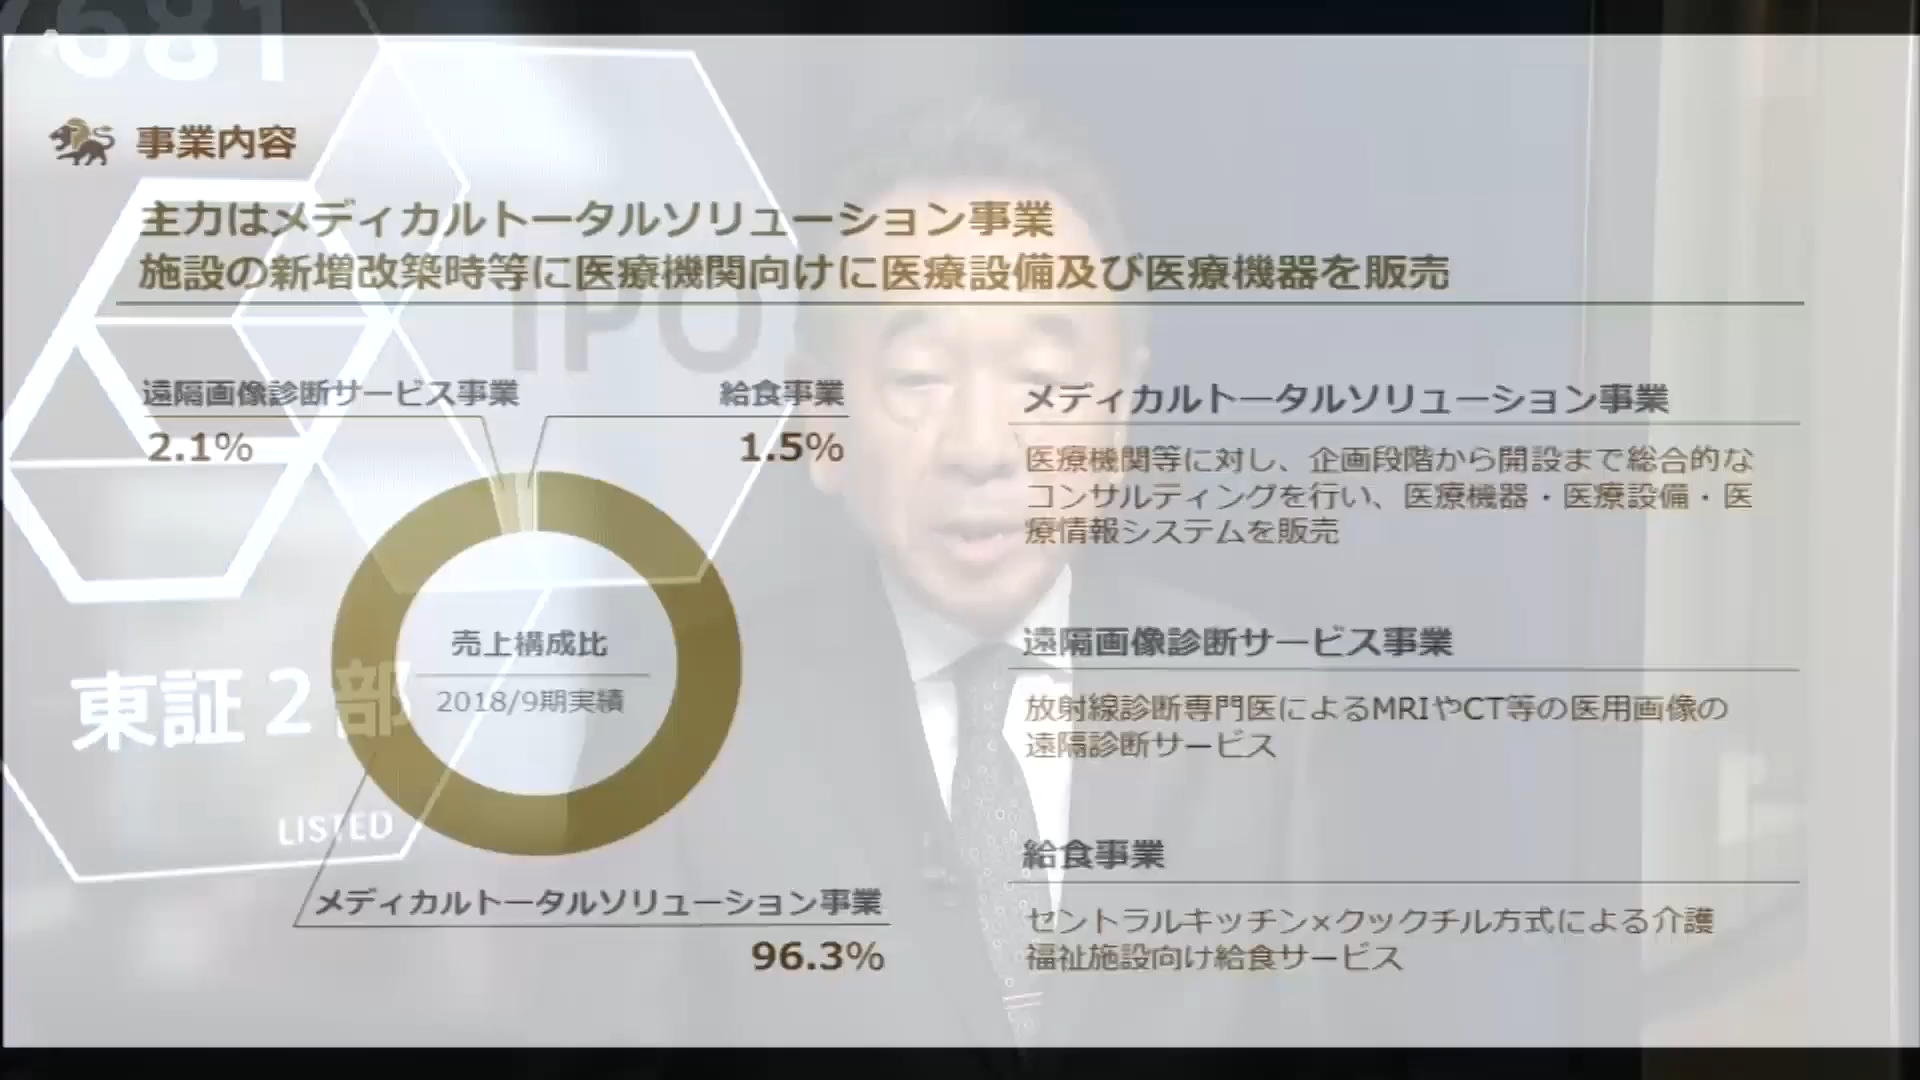 7681
事業内容
主力はメディカルトータルソリューション事業
施設の新増改築時等に医療機関向けに医療設備及び医療機器を販売
IPO
遠隔画像診断サービス事業
2.1%
給食事業
1.5%
売上構成比
2018/9期実績
東証2部
LISTED
メディカルトータルソリューション事業
96.3%
メディカルトータルソリューション事業
医療機関等に対し、企画段階から開設まで総合的な
コンサルティングを行い、医療機器・医療設備・医
療情報システムを販売
遠隔画像診断サービス事業
放射線診断専門医によるMRIやCT等の医用画像の
遠隔診断サービス
給食事業
セントラルキッチン×クックチル方式による介護
福祉施設向け給食サービス